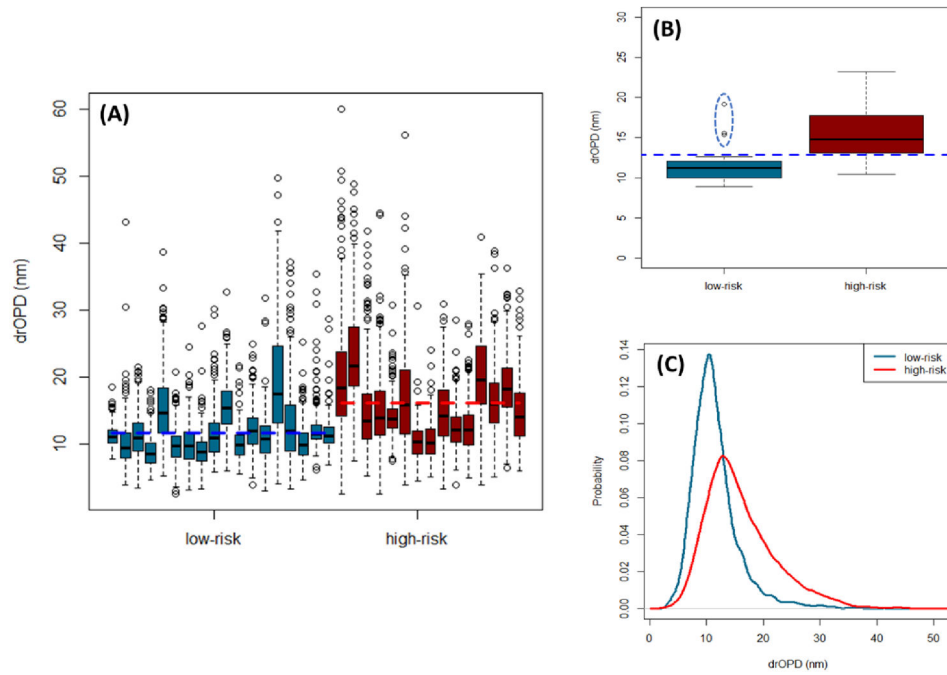 (A)
drOPD (nm)
60
50
40
30
20
10
low-risk
high-risk
(B)
drOPD (nm)
30
25
20
15
10
5
0
low-risk
high-risk
(C)
low-risk
high-risk
Probability
0.14
0.12
0.10
0.08
0.06
0.04
0.02
0.00
0
10
20
30
40
50
drOPD (nm)